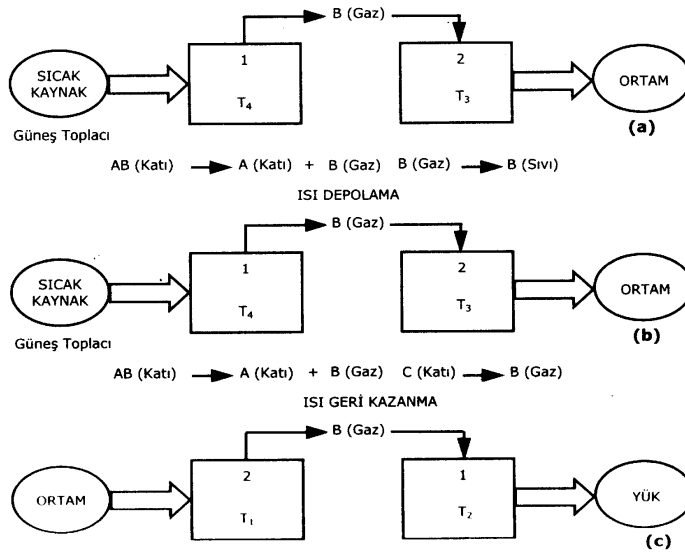 B (Gaz)
SICAK
KAYNAK
1
T4
2
T3
ORTAM
Güneş Toplacı
(a)
AB (Katı) A (Katı) + B (Gaz) B (Gaz) B (Sıvı)
ISI DEPOLAMA
B (Gaz)
SICAK
KAYNAK
1
T4
2
T3
ORTAM
Güneş Toplacı
(b)
AB (Katı) A (Katı) + B (Gaz) C (Katı) B (Gaz)
ISI GERİ KAZANMA
B (Gaz)
ORTAM
2
T1
1
T2
YÜK
(c)